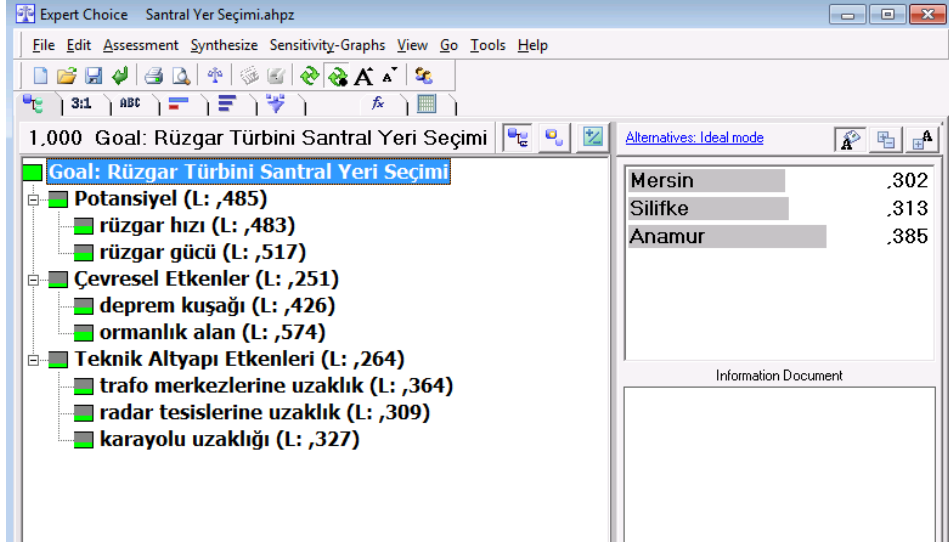 Expert Choice Santral Yer Seçimi.ahpz
File Edit Assessment Synthesize Sensitivity-Graphs View Go Tools Help
A A
3:1 ABC fx
1,000 Goal: Rüzgar Türbini Santral Yeri Seçimi
Alternatives: Ideal mode
A A
Goal: Rüzgar Türbini Santral Yeri Seçimi
Potansiyel (L: ,485)
rüzgar hızı (L: ,483)
rüzgar gücü (L: ,517)
Çevresel Etkenler (L: ,251)
deprem kuşağı (L: ,426)
ormanlık alan (L: ,574)
Teknik Altyapı Etkenleri (L: ,264)
trafo merkezlerine uzaklık (L: ,364)
radar tesislerine uzaklık (L: ,309)
karayolu uzaklığı (L: ,327)
Mersin ,302
Silifke ,313
Anamur ,385
Information Document